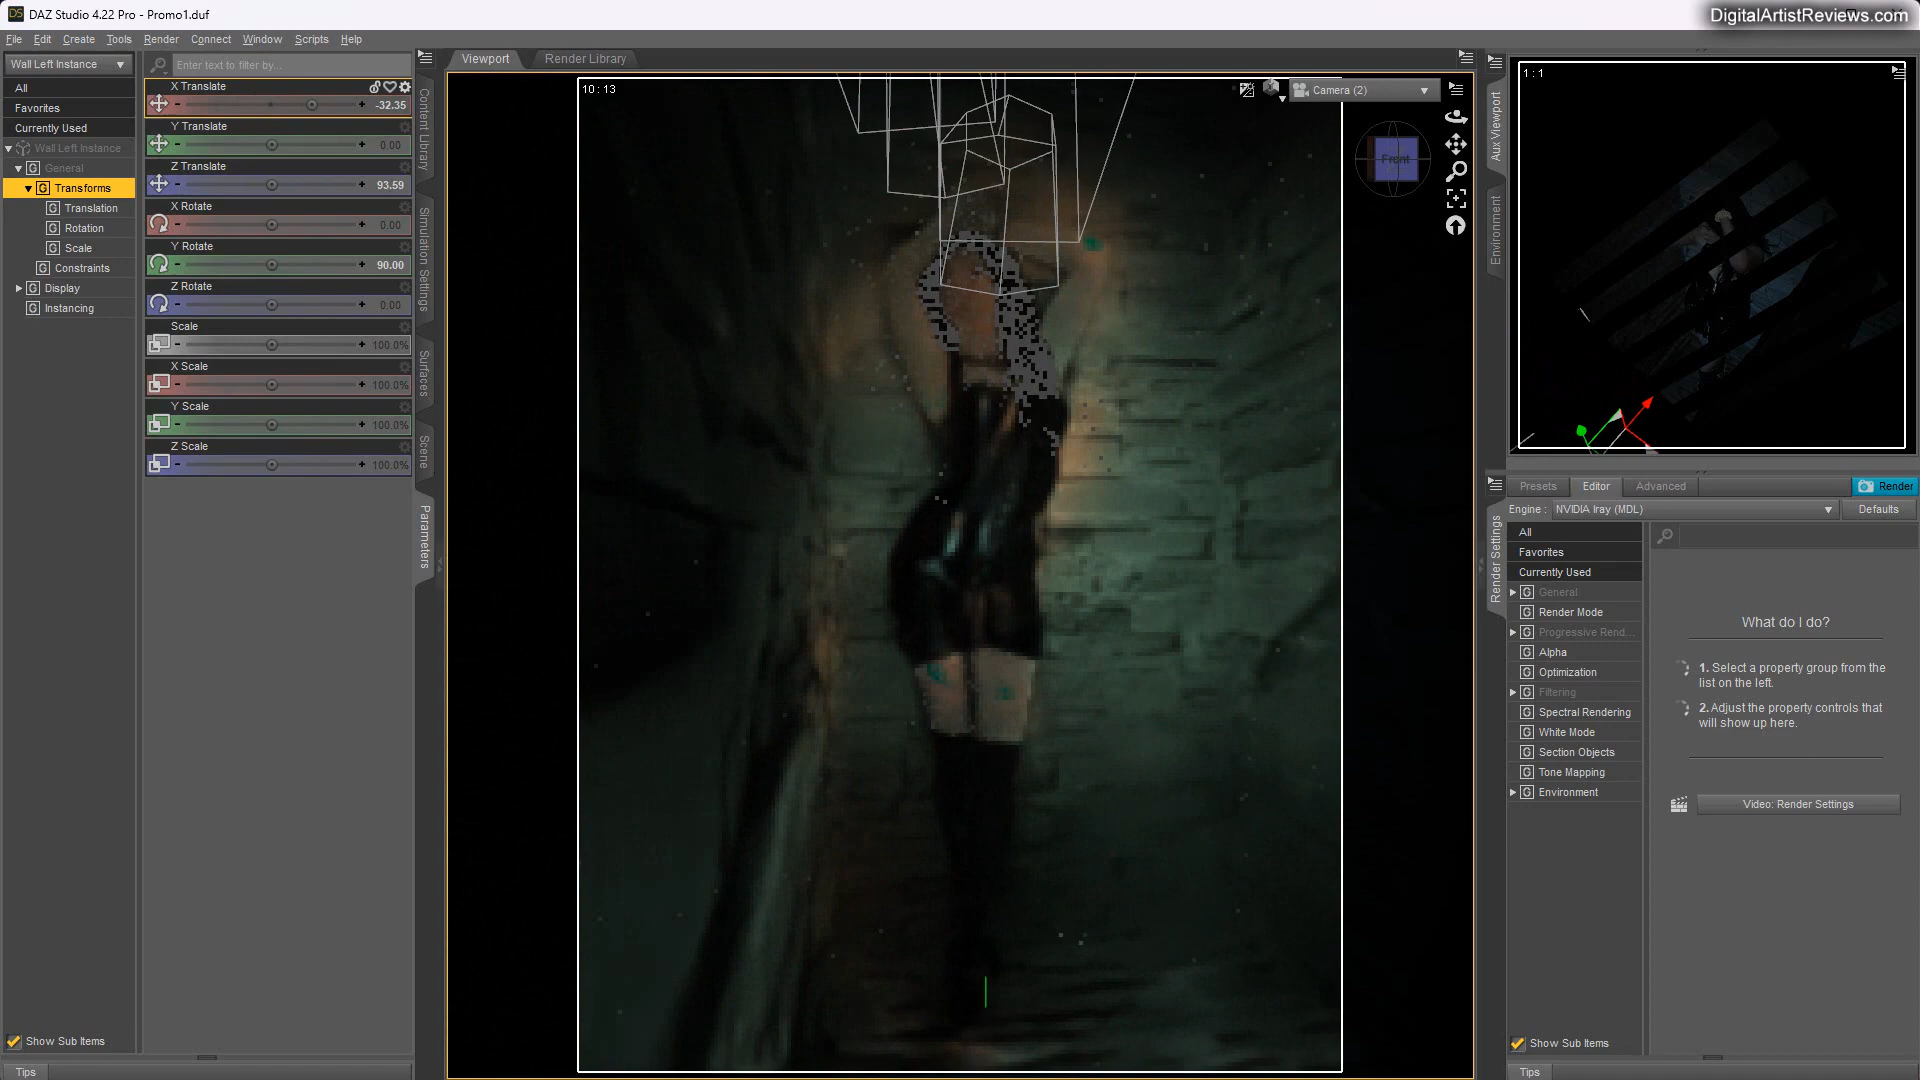 DS DAZ Studio 4.22 Pro - Promo1.duf
DigitalArtistReviews.com
File Edit Create Tools Render Connect Window Scripts Help
Wall Left Instance
All
Favorites
Currently Used
Wall Left Instance
G General
G Transforms
G Translation
G Rotation
G Scale
G Constraints
G Display
G Instancing
Show Sub Items
Tips
Enter text to filter by...
X Translate
-32.35
Y Translate
0.00
Z Translate
93.59
X Rotate
0.00
Y Rotate
90.00
Z Rotate
0.00
Scale
100.0%
X Scale
100.0%
Y Scale
100.0%
Z Scale
100.0%
Content Library
Simulation Settings
Surfaces
Scene
Parameters
Viewport Render Library
10 : 13
Camera (2)
Front
Aux Viewport
Environment
1 : 1
Render Settings
Presets Editor Advanced Render
Engine : NVIDIA Iray (MDL) Defaults
All
Favorites
Currently Used
G General
G Render Mode
G Progressive Rend...
G Alpha
G Optimization
G Filtering
G Spectral Rendering
G White Mode
G Section Objects
G Tone Mapping
G Environment
What do I do?
1. Select a property group from the
list on the left.
2. Adjust the property controls that
will show up here.
Video: Render Settings
Show Sub Items
Tips